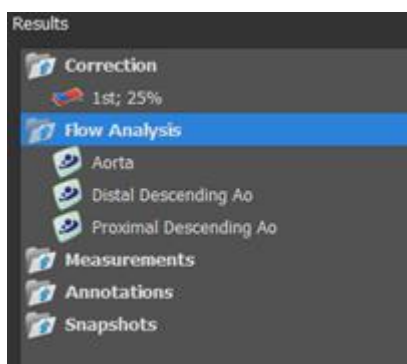 Results
Correction
1st; 25%
Flow Analysis
Aorta
Distal Descending Ao
Proximal Descending Ao
Measurements
Annotations
Snapshots